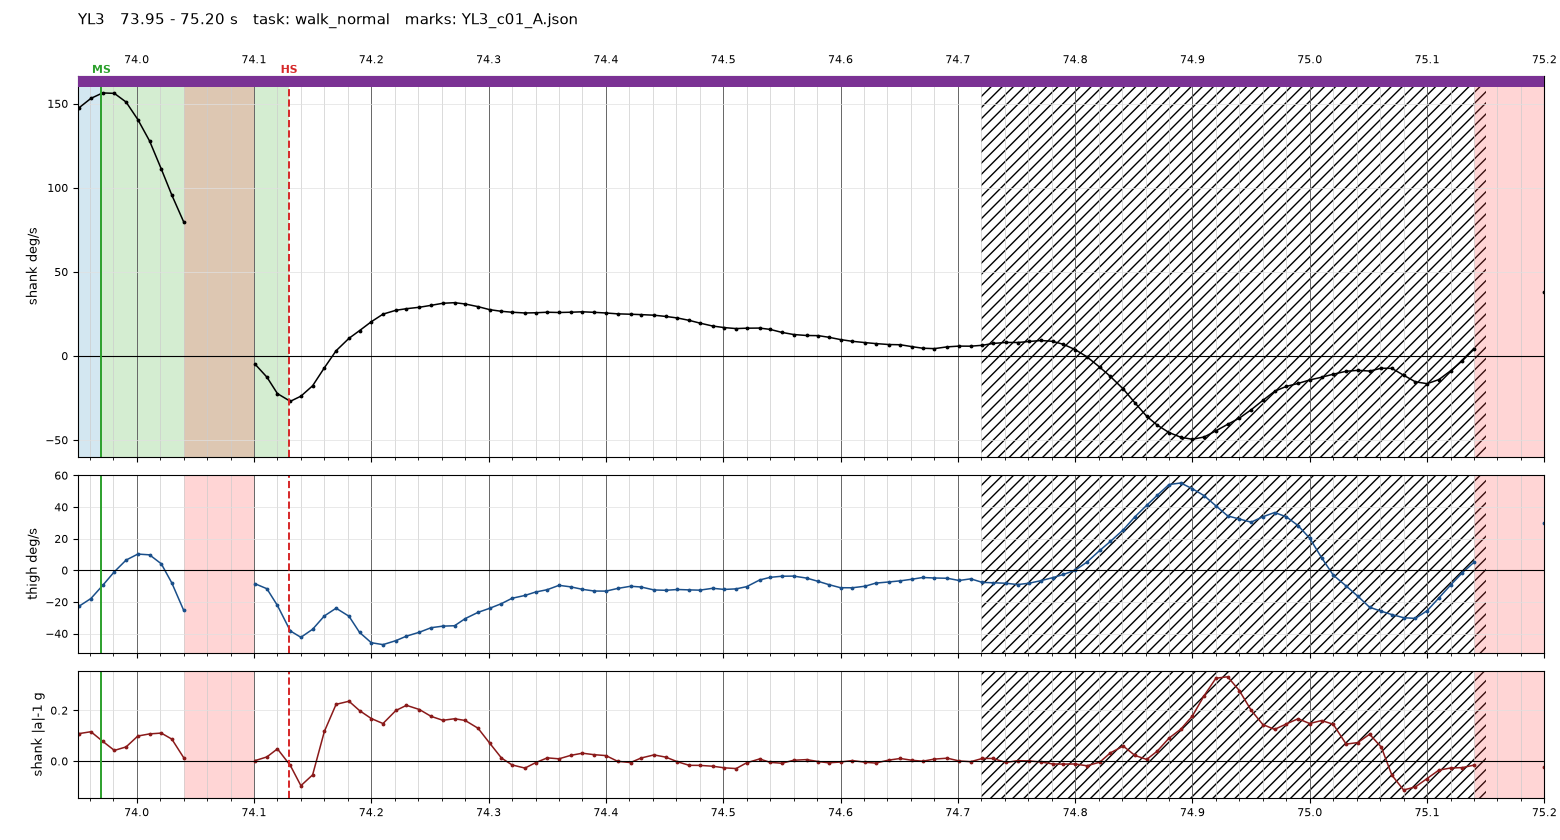 YL3   73.95 - 75.20 s   task: walk_normal   marks: YL3_c01_A.json
74.0 74.1 74.2 74.3 74.4 74.5 74.6 74.7 74.8 74.9 75.0 75.1 75.2
MS HS
150
100
50
0
−50
shank deg/s
60
40
20
0
−20
−40
thigh deg/s
0.2
0.0
shank |a|-1 g
74.0 74.1 74.2 74.3 74.4 74.5 74.6 74.7 74.8 74.9 75.0 75.1 75.2